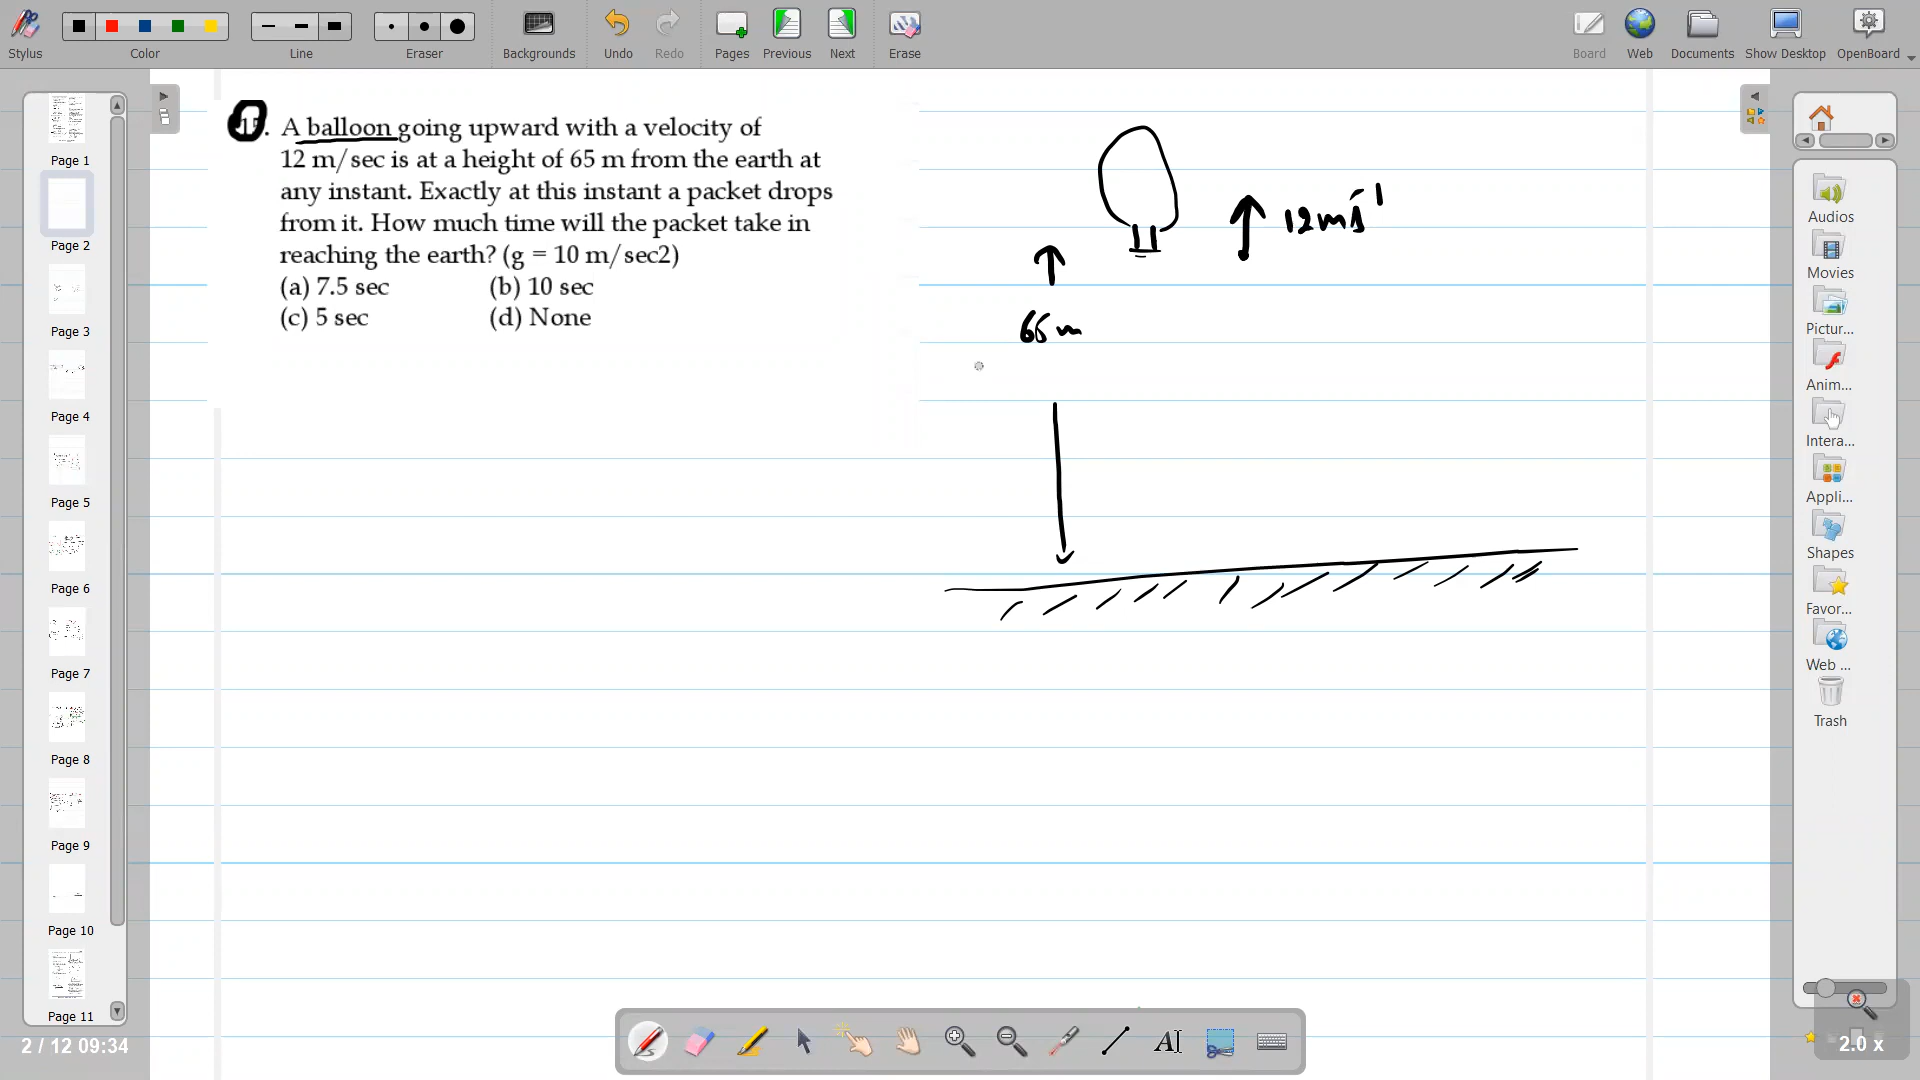 Stylus
Color
Line
Eraser
Backgrounds
Undo
Redo
Pages
Previous
Next
Erase
Board
Web
Documents
Show Desktop
OpenBoard
Page 1
Page 2
Page 3
Page 4
Page 5
Page 6
Page 7
Page 8
Page 9
Page 10
Page 11
2 / 12 09:34
A balloon going upward with a velocity of
12 m/sec is at a height of 65 m from the earth at
any instant. Exactly at this instant a packet drops
from it. How much time will the packet take in
reaching the earth? (g = 10 m/sec2)
(a) 7.5 sec (b) 10 sec
(c) 5 sec (d) None
12ms⁻¹
65 m
Audios
Movies
Pictur...
Anim...
Intera...
Appli...
Shapes
Favor...
Web ...
Trash
2.0 x